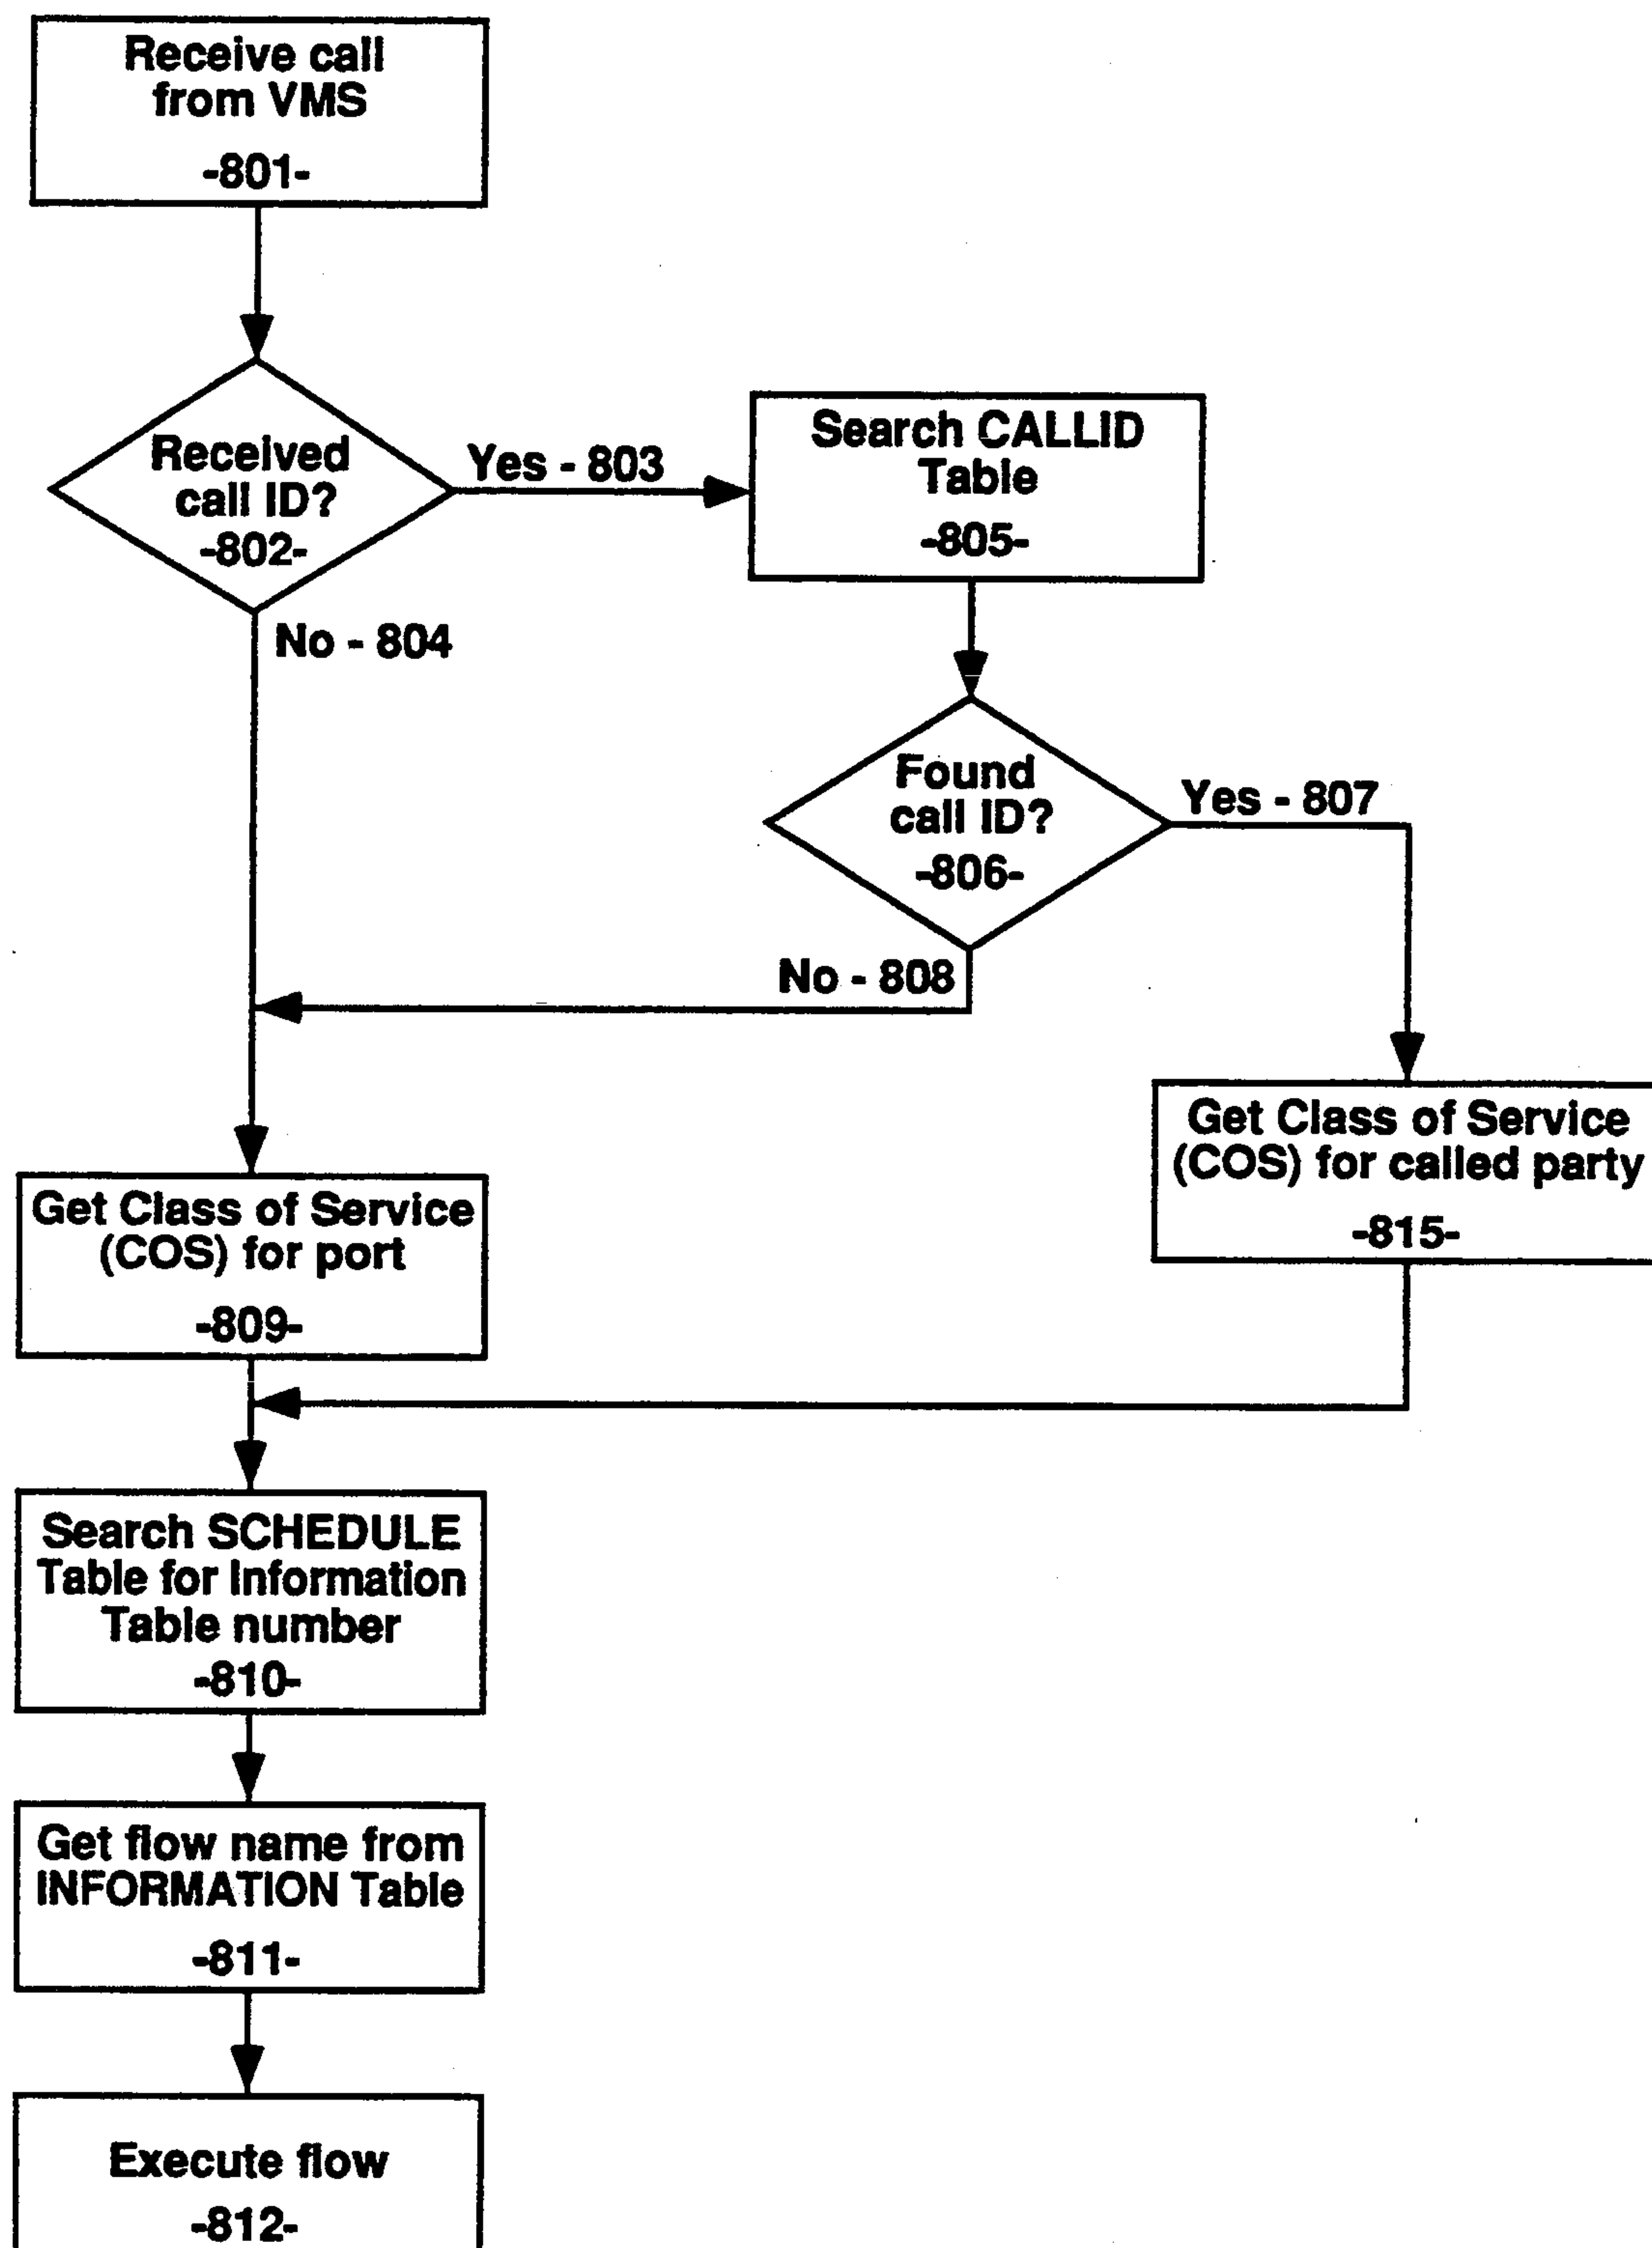 Receive call
from VMS
-801-
Received
call ID?
-802-
Yes - 803
No - 804
Search CALLID
Table
-805-
Found
call ID?
-806-
Yes - 807
No - 808
Get Class of Service
(COS) for called party
-815-
Get Class of Service
(COS) for port
-809-
Search SCHEDULE
Table for Information
Table number
-810-
Get flow name from
INFORMATION Table
-811-
Execute flow
-812-